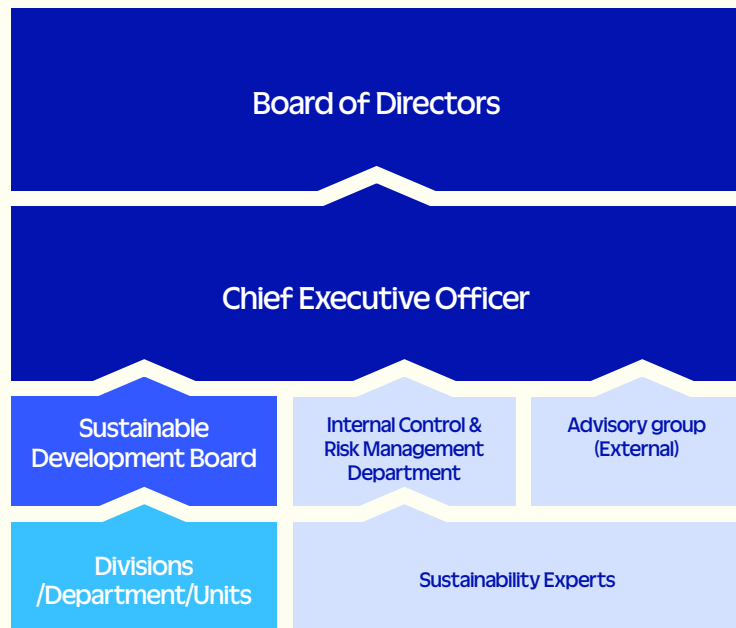 Board of Directors
Chief Executive Officer
Sustainable
Development Board
Internal Control &
Risk Management
Department
Advisory group
(External)
Divisions
/Department/Units
Sustainability Experts